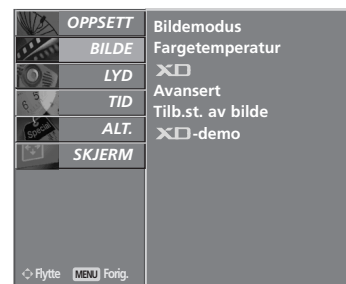 OPPSETT
BILDE
LYD
TID
ALT.
SKJERM
Flytte MENU Forig.
Bildemodus
Fargetemperatur
XD
Avansert
Tilb.st. av bilde
XD-demo